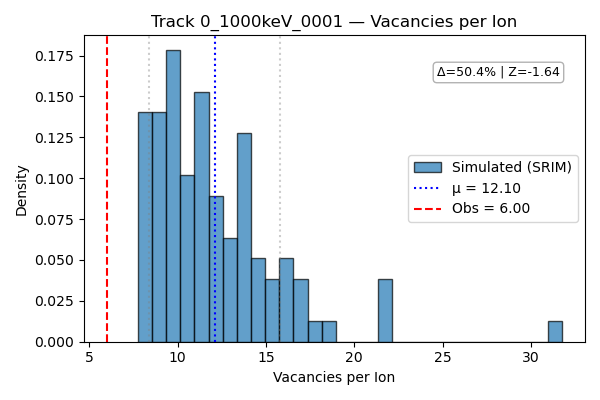 Track 0_1000keV_0001 — Vacancies per Ion
Δ=50.4% | Z=-1.64
Simulated (SRIM)
μ = 12.10
Obs = 6.00
Density
0.175
0.150
0.125
0.100
0.075
0.050
0.025
0.000
5
10
15
20
25
30
Vacancies per Ion